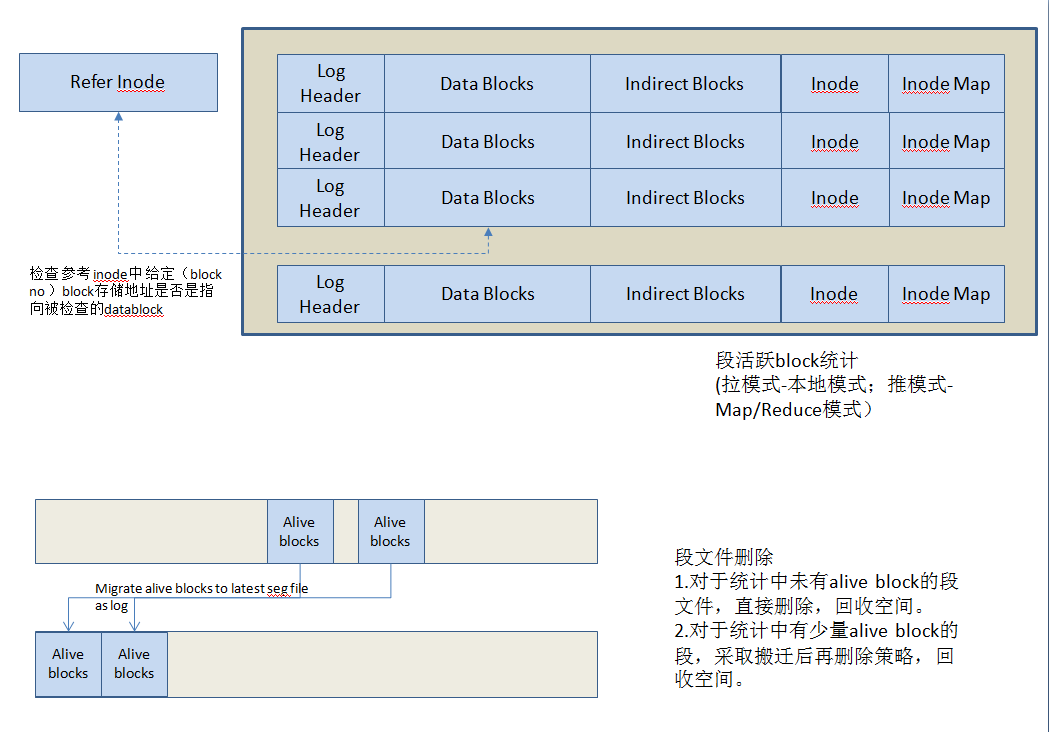 Refer Inode
Log
Header
Data Blocks
Indirect Blocks
Inode
Inode Map
Log
Header
Data Blocks
Indirect Blocks
Inode
Inode Map
Log
Header
Data Blocks
Indirect Blocks
Inode
Inode Map
检查参考inode中给定（block
no ）block存储地址是否是指
向被检查的datablock
Log
Header
Data Blocks
Indirect Blocks
Inode
Inode Map
段活跃block统计
(拉模式-本地模式；推模式-
Map/Reduce模式）
Alive
blocks
Alive
blocks
Migrate alive blocks to latest seg file
as log
Alive
blocks
Alive
blocks
段文件删除
1.对于统计中未有alive block的段
文件，直接删除，回收空间。
2.对于统计中有少量alive block的
段，采取搬迁后再删除策略，回
收空间。